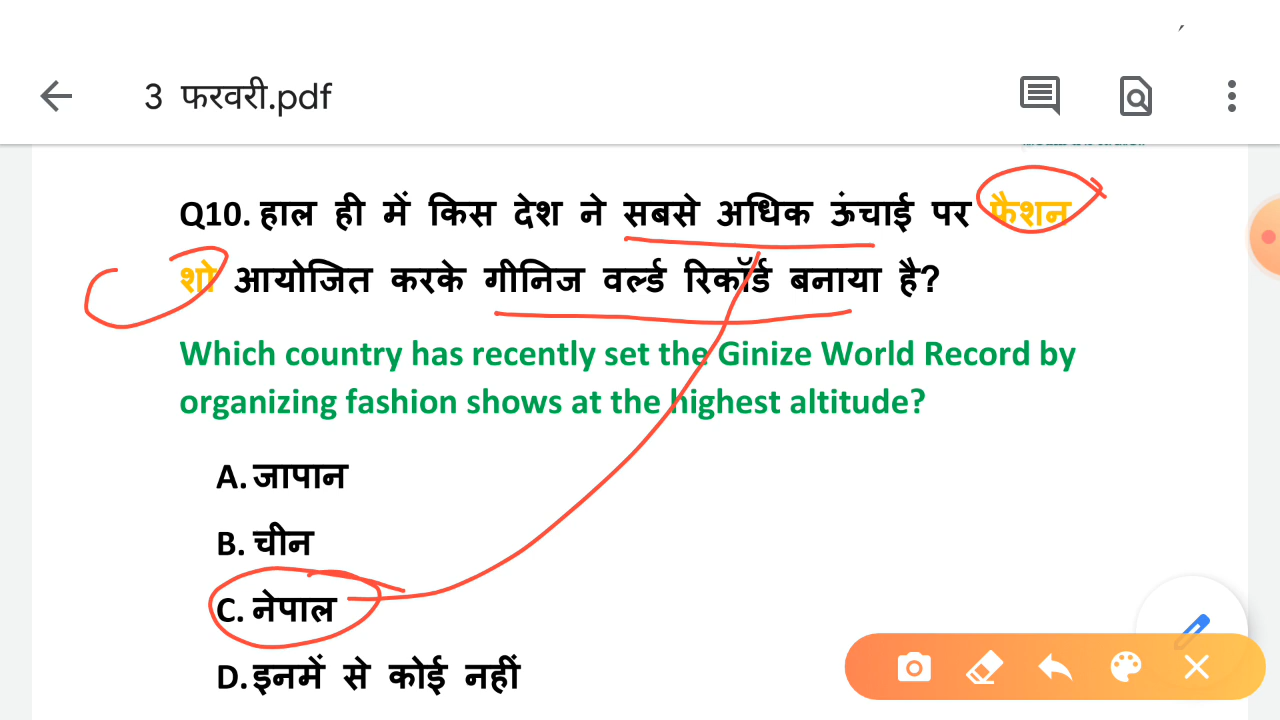 3 फरवरी.pdf
Q10. हाल ही में किस देश ने सबसे अधिक ऊंचाई पर फैशन
शो आयोजित करके गीनिज वर्ल्ड रिकॉर्ड बनाया है?
Which country has recently set the Ginize World Record by
organizing fashion shows at the highest altitude?
A. जापान
B. चीन
C. नेपाल
D. इनमें से कोई नहीं